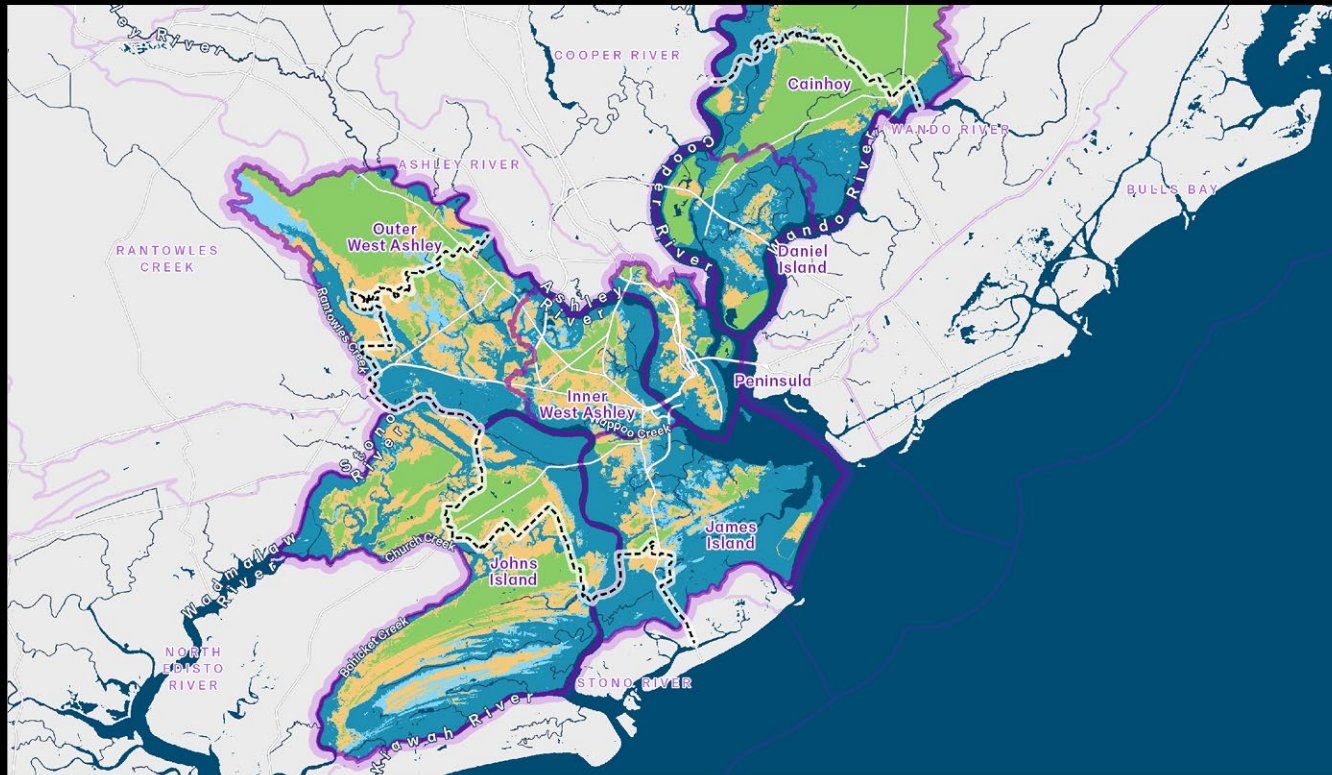 ley River
COOPER RIVER
Cainhoy
WANDO RIVER
Cooper River
ASHLEY RIVER
BULLS BAY
Wando River
Outer
West Ashley
RANTOWLES
CREEK
Daniel
Island
Ashley
River
Rantowles Creek
Peninsula
Inner
West Ashley
Wappoo Creek
Stono
River
James
Island
Church Creek
Johns
Island
Wadmalaw
River
Bohicket Creek
NORTH
EDISTO
RIVER
STONO RIVER
Kiawah River